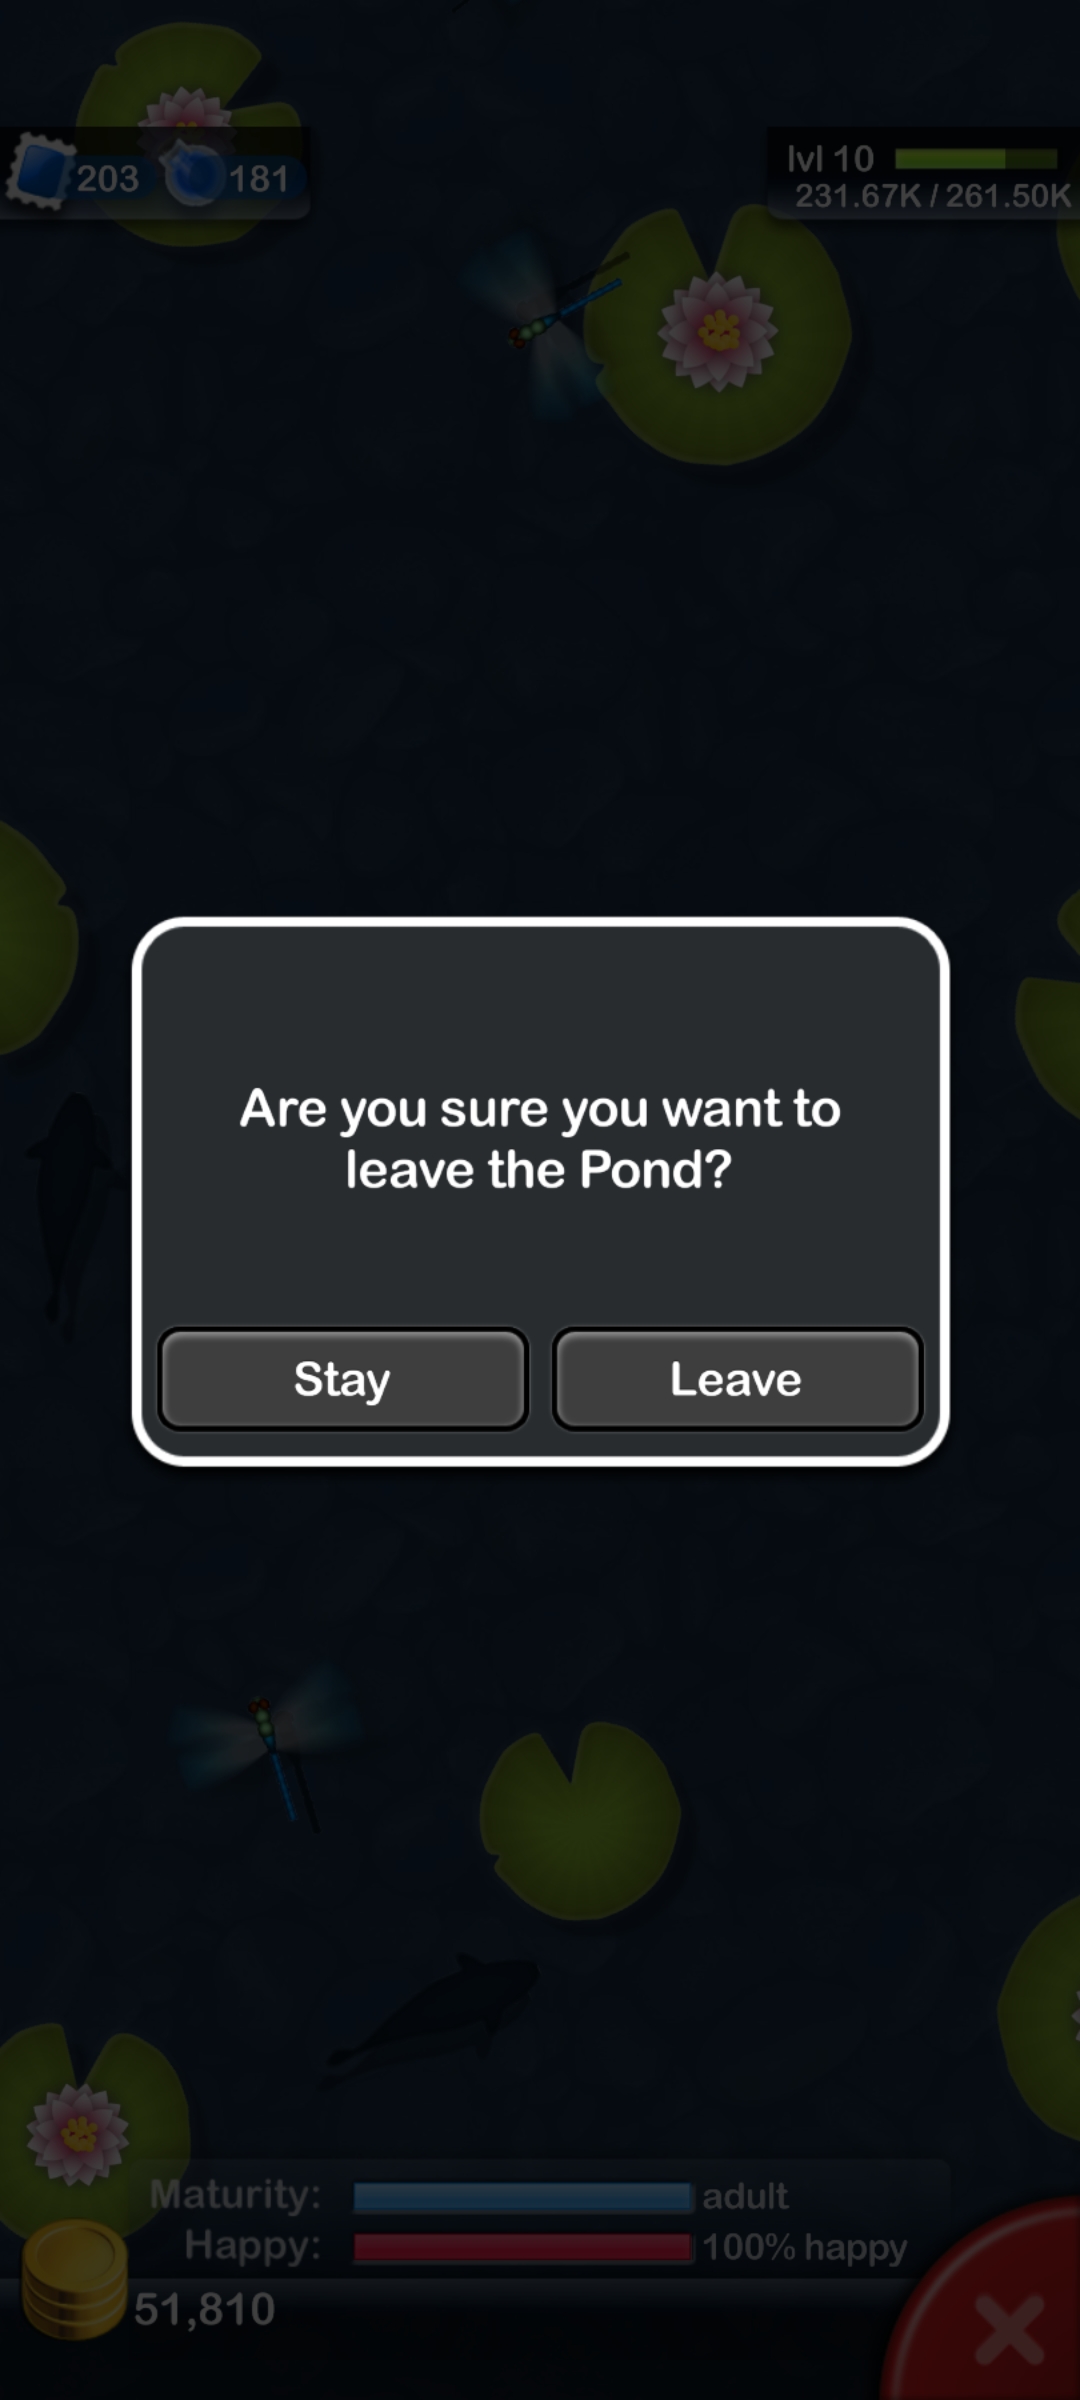 203 181
lvl 10
231.67K / 261.50K
Are you sure you want to
leave the Pond?
Stay Leave
Maturity: adult
Happy: 100% happy
51,810